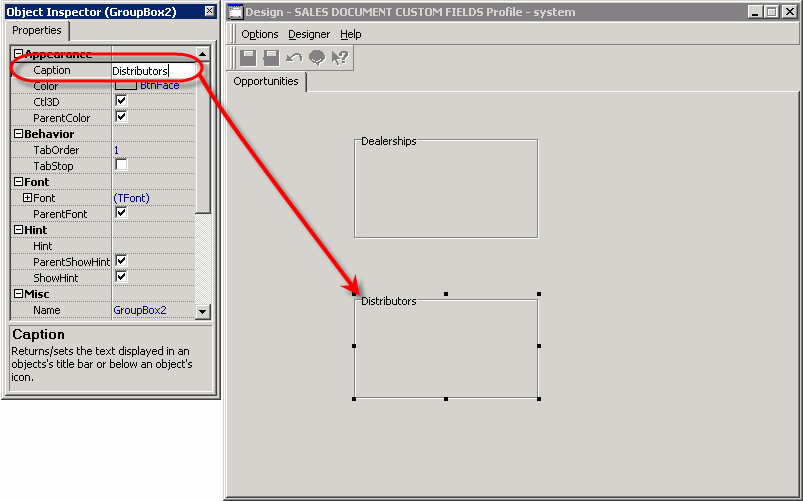 Object Inspector (GroupBox2)
Properties
Appearance
Caption Distributors
Color BtnFace
Ctl3D
ParentColor
Behavior
TabOrder 1
TabStop
Font
Font (TFont)
ParentFont
Hint
Hint
ParentShowHint
ShowHint
Misc
Name GroupBox2
Caption
Returns/sets the text displayed in an
objects's title bar or below an object's
icon.
Design - SALES DOCUMENT CUSTOM FIELDS Profile - system
Options Designer Help
Opportunities
Dealerships
Distributors